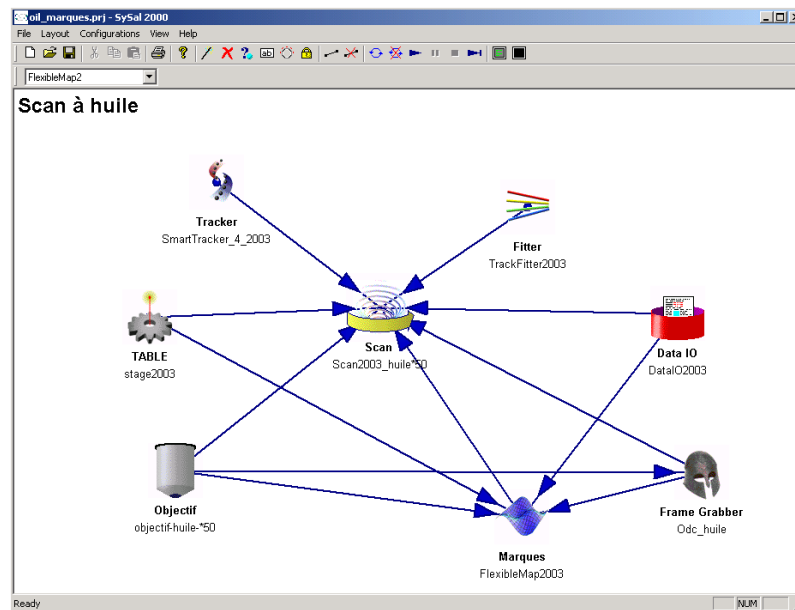 oil_marques.prj - SySal 2000
File Layout Configurations View Help
FlexibleMap2
Scan à huile
Tracker
SmartTracker_4_2003
Fitter
TrackFitter2003
TABLE
stage2003
Scan
Scan2003_huile*50
Data IO
DataIO2003
Objectif
objectif-huile-*50
Frame Grabber
Odc_huile
Marques
FlexibleMap2003
Ready
NUM